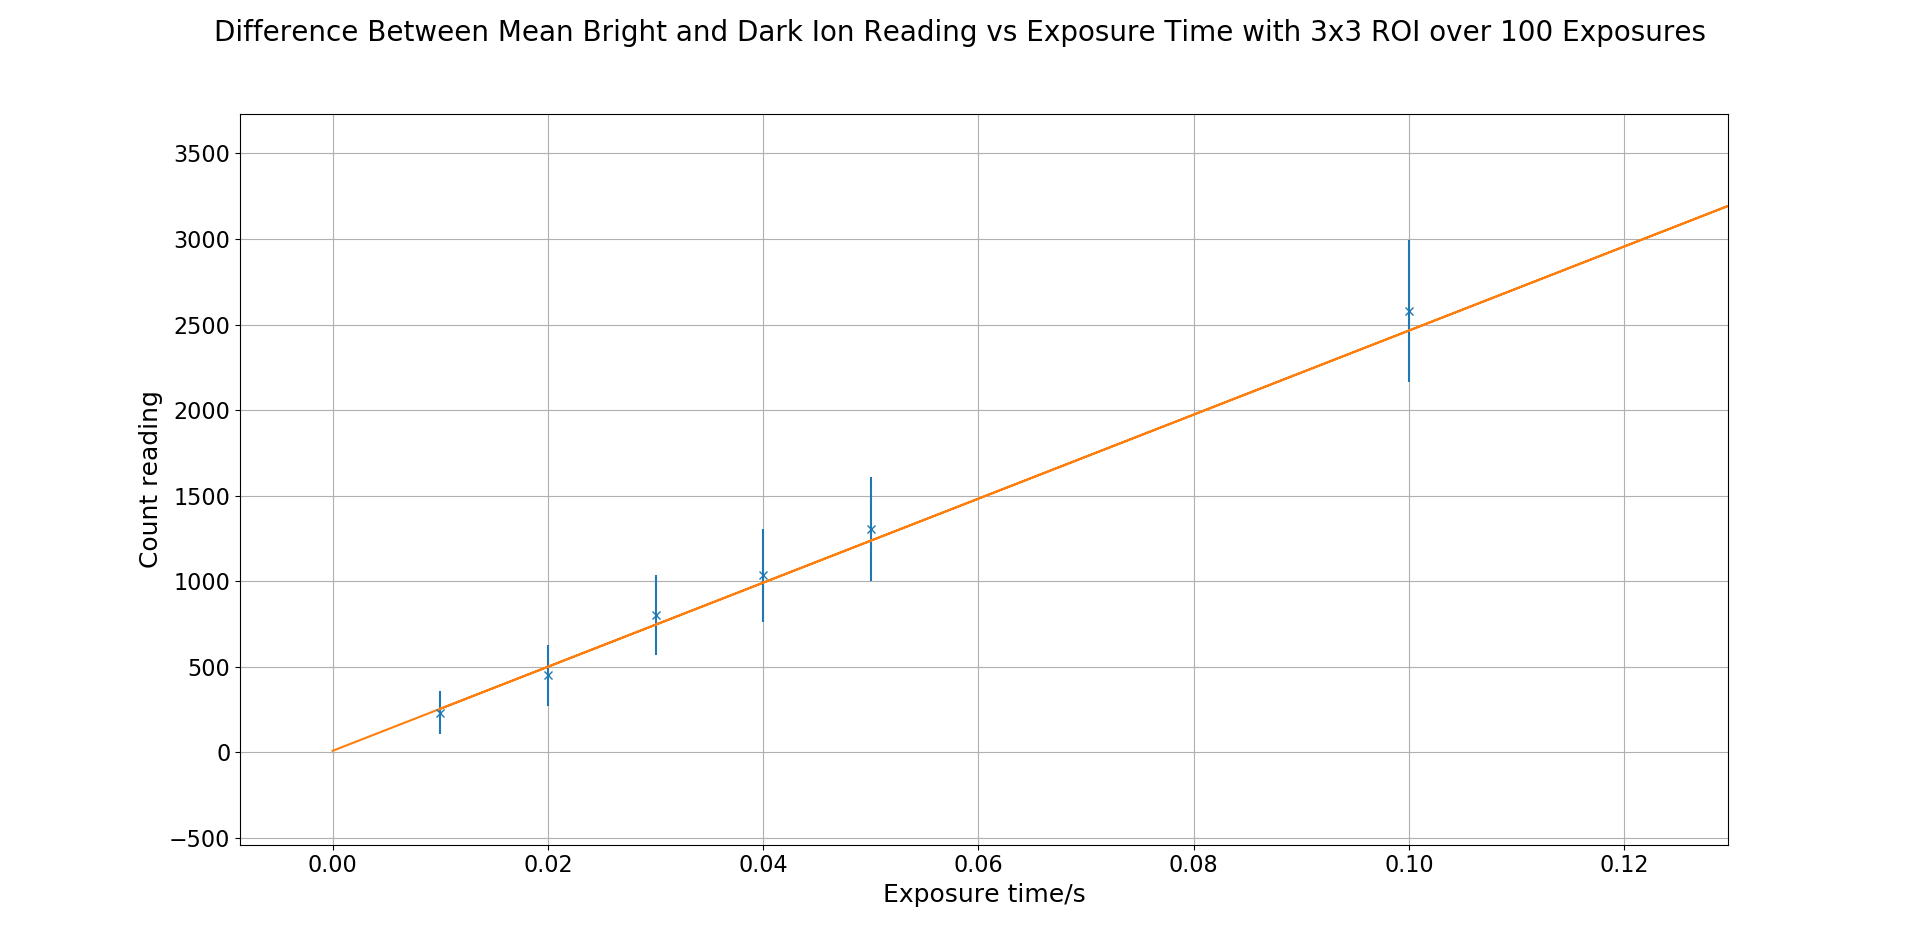 Difference Between Mean Bright and Dark Ion Reading vs Exposure Time with 3x3 ROI over 100 Exposures
3500
3000
2500
2000
1500
1000
500
0
−500
Count reading
0.00 0.02 0.04 0.06 0.08 0.10 0.12
Exposure time/s